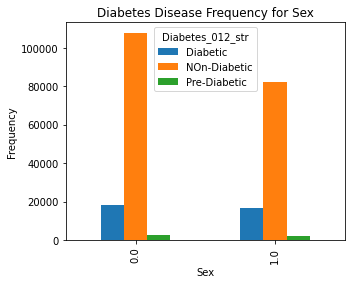 Diabetes Disease Frequency for Sex
Diabetes_012_str
Diabetic
NOn-Diabetic
Pre-Diabetic
100000
80000
60000
40000
20000
0
Frequency
0.0
1.0
Sex